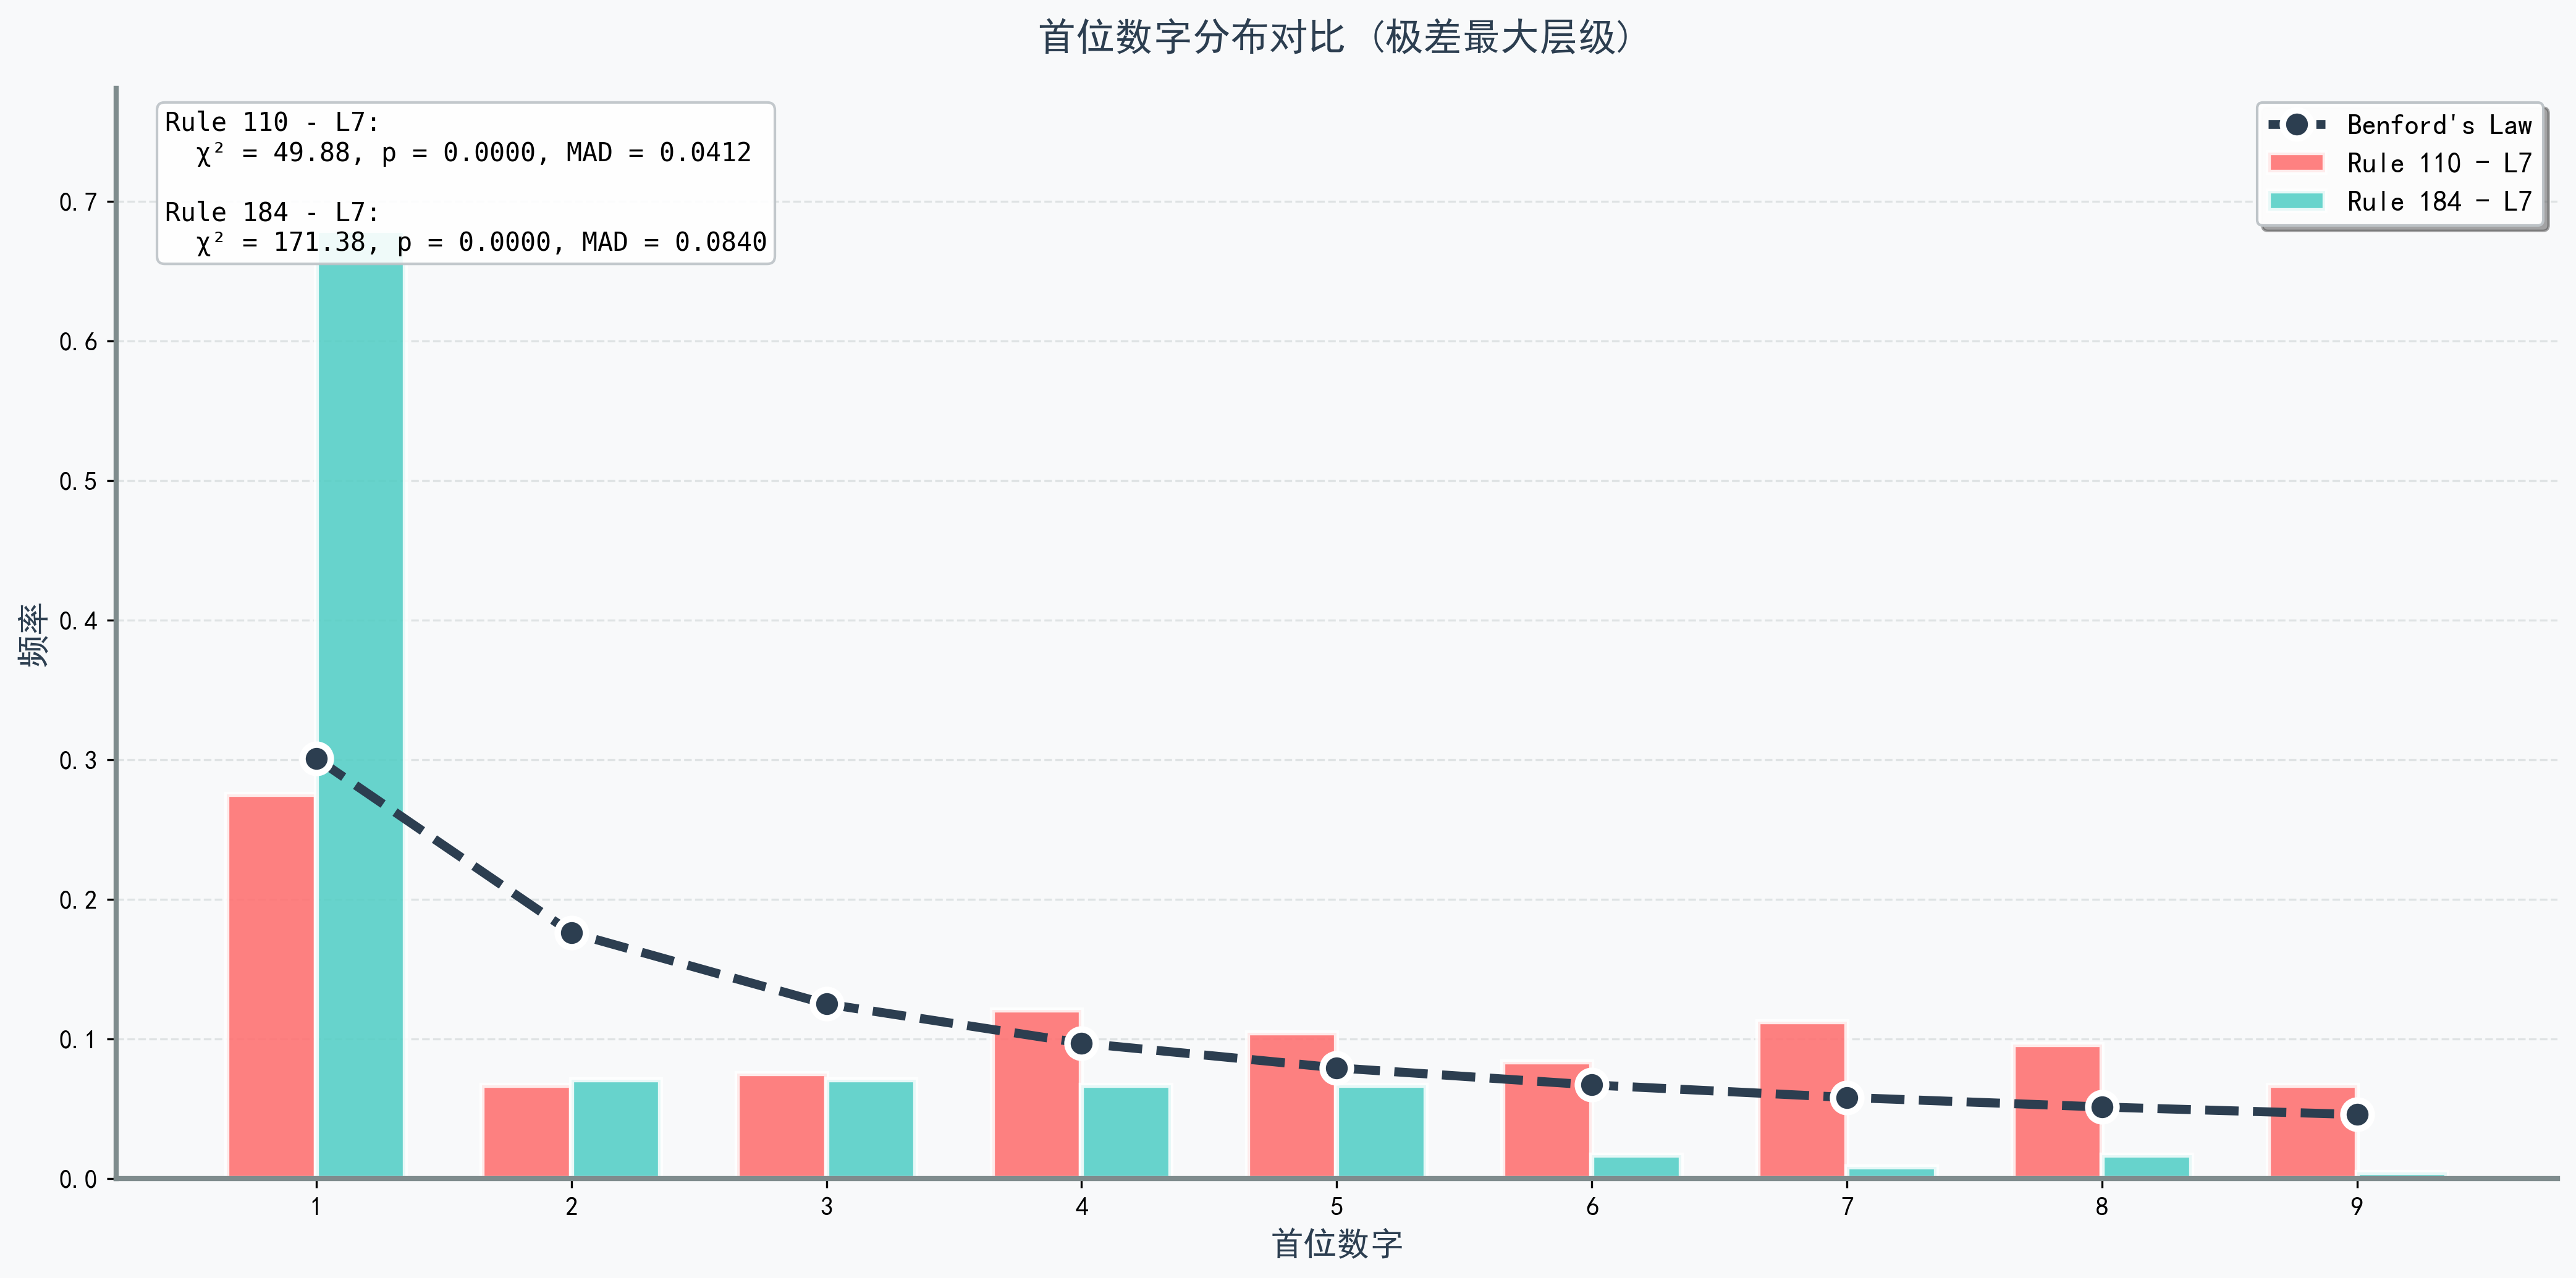 首位数字分布对比 (极差最大层级)
Rule 110 - L7:
χ² = 49.88, p = 0.0000, MAD = 0.0412
Rule 184 - L7:
χ² = 171.38, p = 0.0000, MAD = 0.0840
Benford's Law
Rule 110 - L7
Rule 184 - L7
频率
0.7
0.6
0.5
0.4
0.3
0.2
0.1
0.0
1 2 3 4 5 6 7 8 9
首位数字